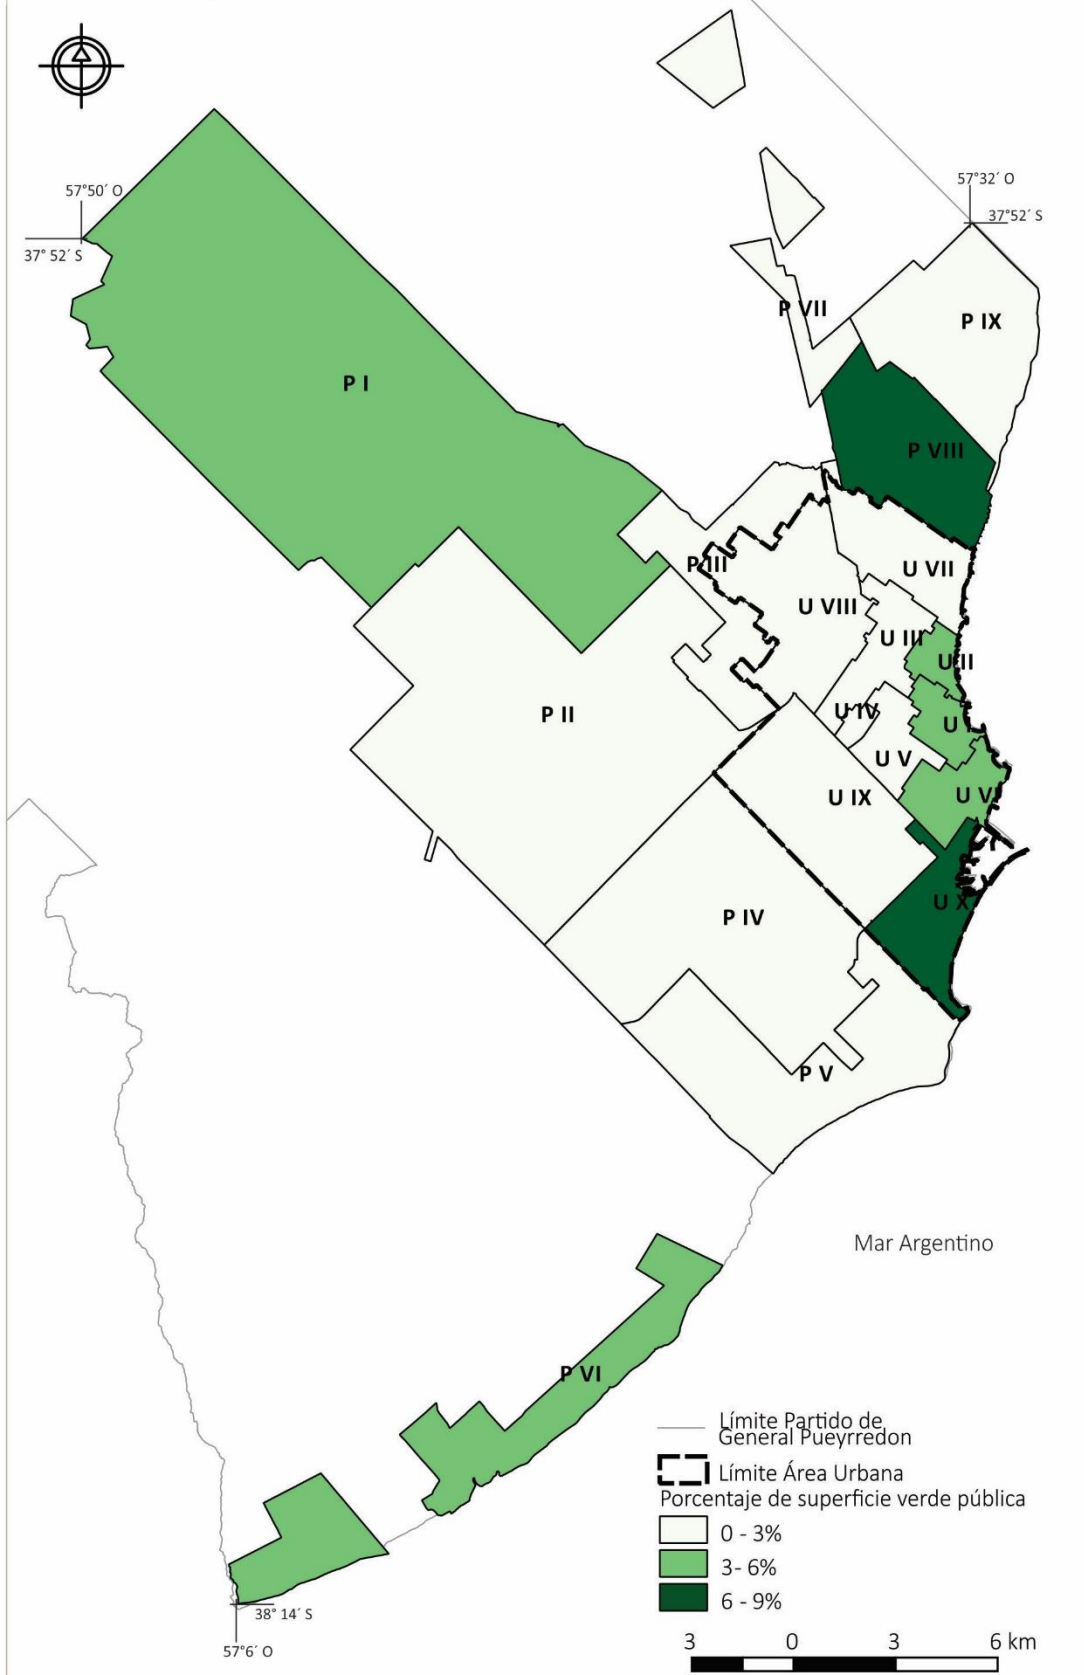 57°50´ O
37° 52´ S
57°32´ O
37°52´ S
P VII
P IX
P I
P VIII
P III
U VII
U VIII
U III
U II
U IV
U I
P II
U V
U IX
U VI
U X
P IV
P V
Mar Argentino
P VI
Límite Partido de
General Pueyrredon
Límite Área Urbana
Porcentaje de superficie verde pública
0 - 3%
3- 6%
6 - 9%
38° 14´ S
57°6´ O
3 0 3 6 km